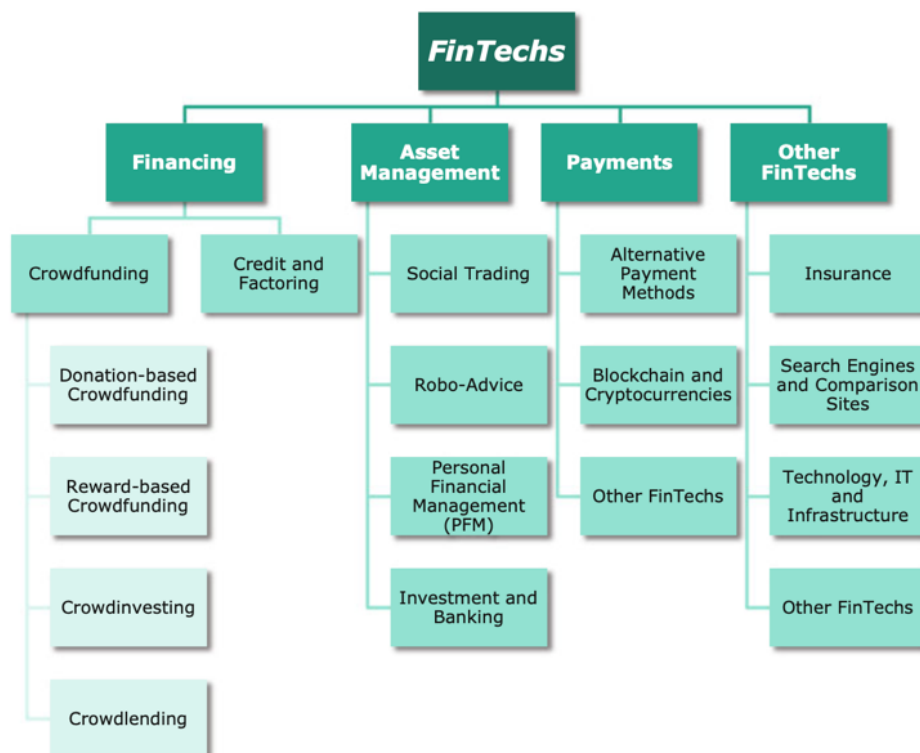 FinTechs
Financing
Asset
Management
Payments
Other
FinTechs
Crowdfunding
Credit and
Factoring
Social Trading
Alternative
Payment
Methods
Insurance
Donation-based
Crowdfunding
Robo-Advice
Blockchain and
Cryptocurrencies
Search Engines
and Comparison
Sites
Reward-based
Crowdfunding
Personal
Financial
Management
(PFM)
Other FinTechs
Technology, IT
and
Infrastructure
Crowdinvesting
Investment and
Banking
Other FinTechs
Crowdlending